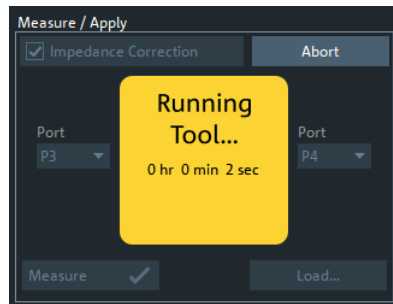 Measure / Apply
Impedance Correction
Abort
Running
Tool...
0 hr 0 min 2 sec
Port
P3
Port
P4
Measure
Load...